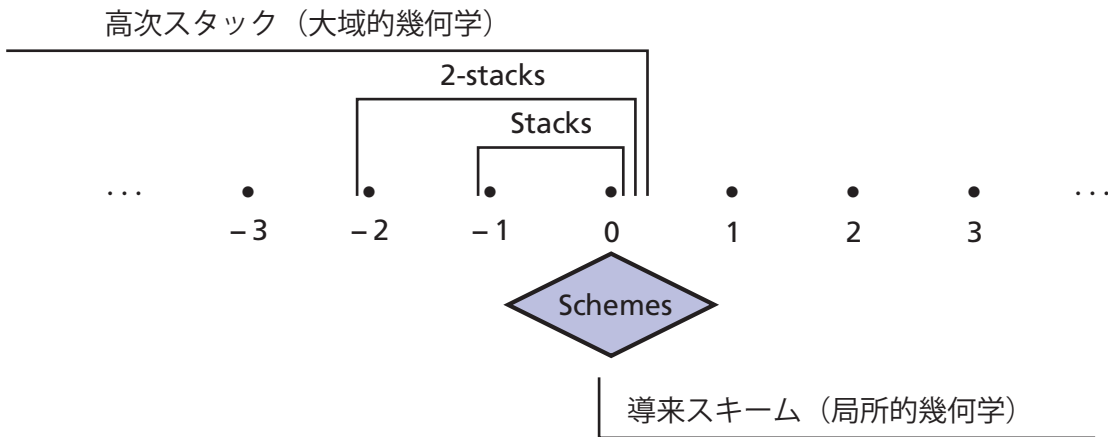 高次スタック（大域的幾何学）
2-stacks
Stacks
... −3 −2 −1 0 1 2 3 ...
Schemes
導来スキーム（局所的幾何学）